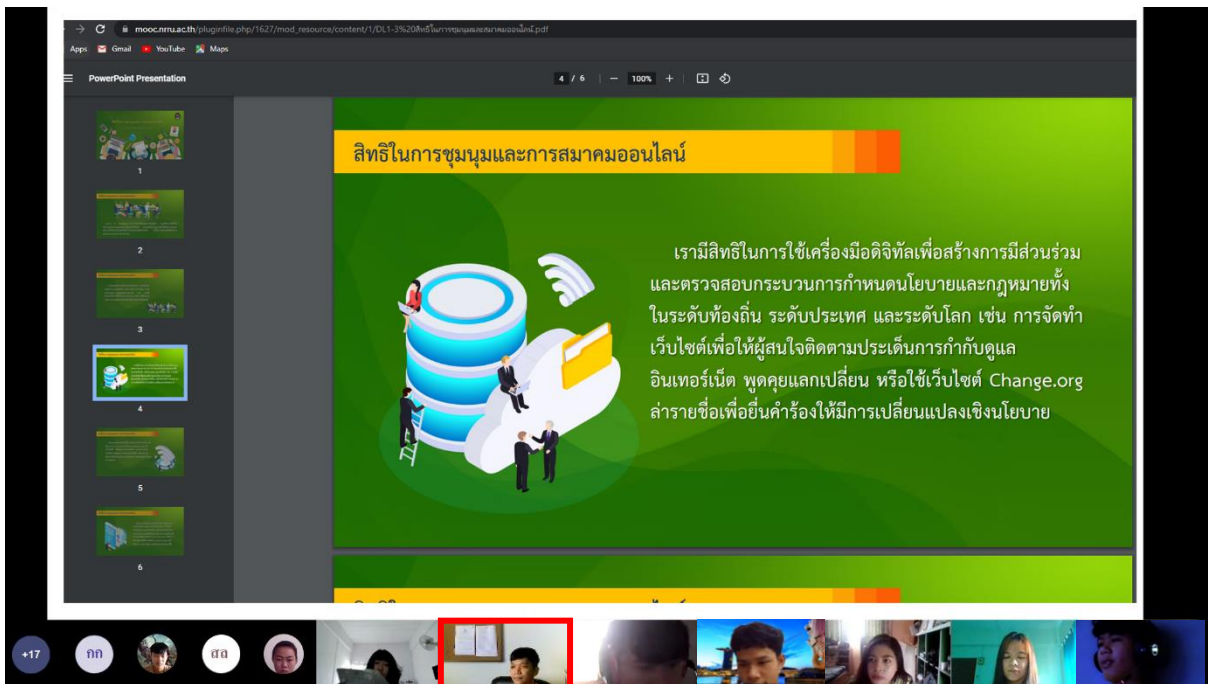 mooc.nrru.ac.th/pluginfile.php/1627/mod_resource/content/1/DL1-3%20สิทธิในการชุมนุมและสมาคมออนไลน์.pdf
Apps Gmail YouTube Maps
PowerPoint Presentation
4 / 6 | − 100% +
1
2
3
4
5
6
สิทธิในการชุมนุมและการสมาคมออนไลน์
เรามีสิทธิในการใช้เครื่องมือดิจิทัลเพื่อสร้างการมีส่วนร่วม
และตรวจสอบกระบวนการกำหนดนโยบายและกฎหมายทั้ง
ในระดับท้องถิ่น ระดับประเทศ และระดับโลก เช่น การจัดทำ
เว็บไซต์เพื่อให้ผู้สนใจติดตามประเด็นการกำกับดูแล
อินเทอร์เน็ต พูดคุยแลกเปลี่ยน หรือใช้เว็บไซต์ Change.org
ล่ารายชื่อเพื่อยื่นคำร้องให้มีการเปลี่ยนแปลงเชิงนโยบาย
+17
กก
สถ